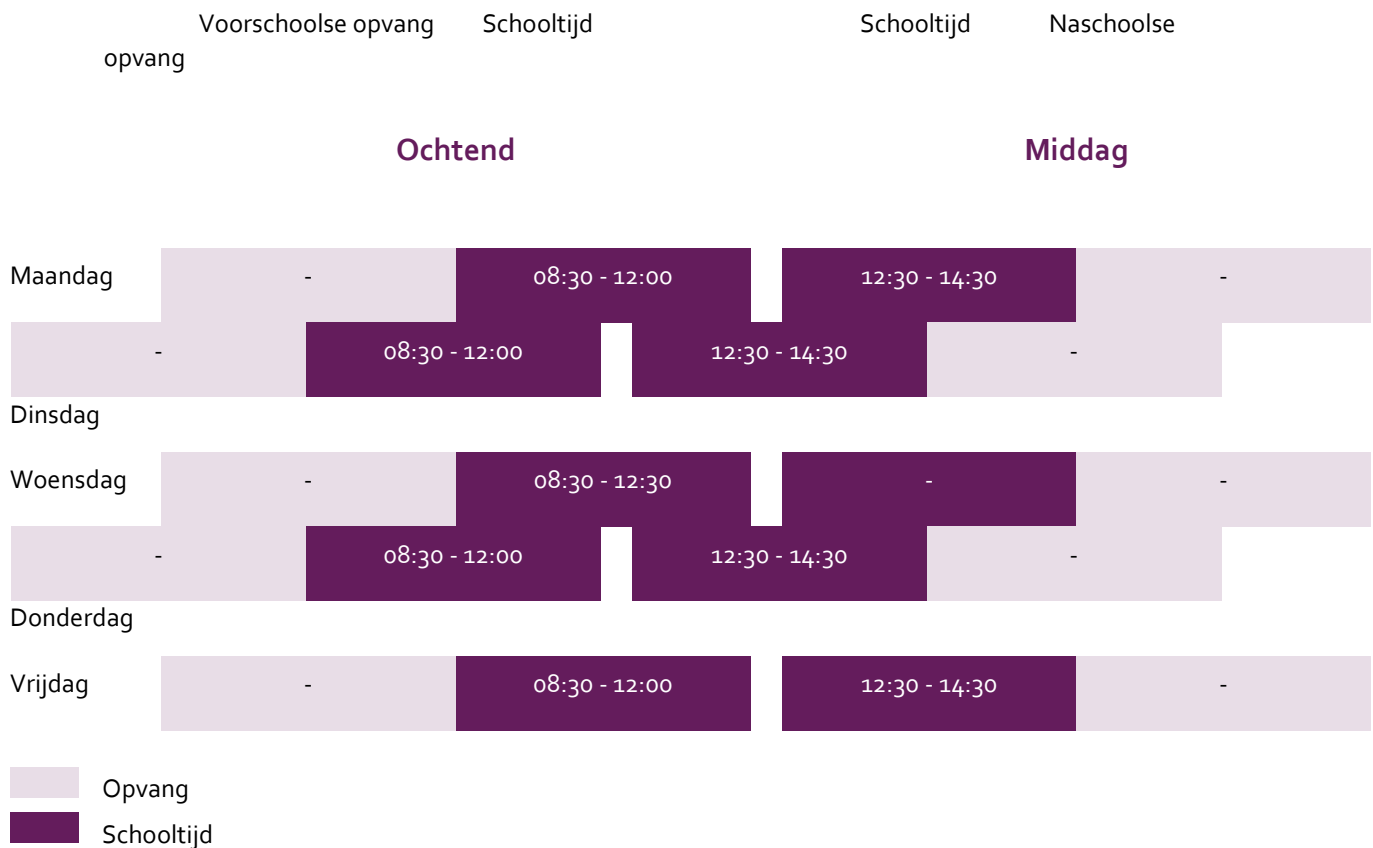 Voorschoolse opvang Schooltijd Schooltijd Naschoolse
opvang
Ochtend Middag
Maandag - 08:30 - 12:00 12:30 - 14:30 -
- 08:30 - 12:00 12:30 - 14:30 -
Dinsdag
Woensdag - 08:30 - 12:30 - -
- 08:30 - 12:00 12:30 - 14:30 -
Donderdag
Vrijdag - 08:30 - 12:00 12:30 - 14:30 -
Opvang
Schooltijd